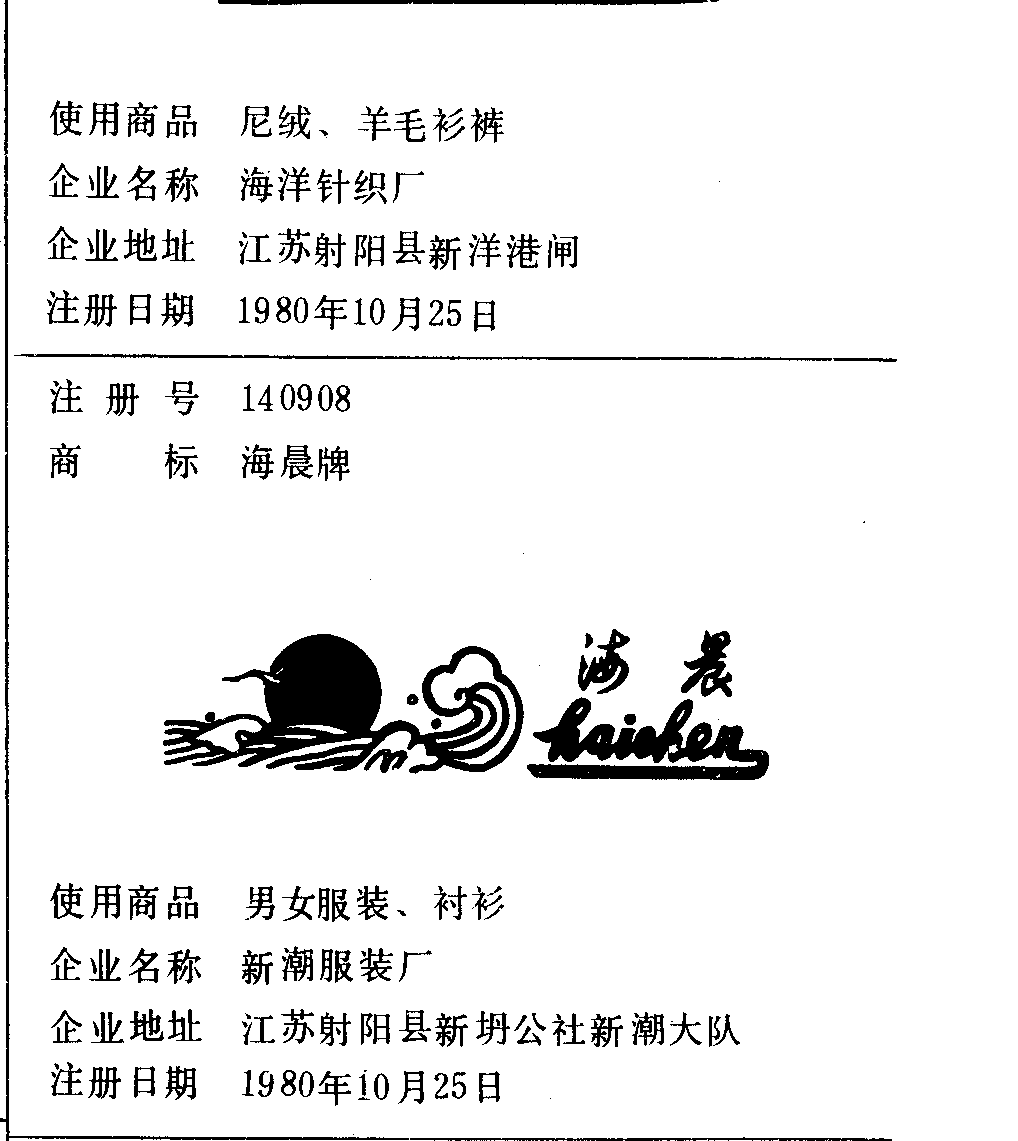 使用商品 尼绒、羊毛衫裤
企业名称 海洋针织厂
企业地址 江苏射阳县新洋港闸
注册日期 1980年10月25日
注册号 140908
商标 海晨牌
海晨
haichen
使用商品 男女服装、衬衫
企业名称 新潮服装厂
企业地址 江苏射阳县新坍公社新潮大队
注册日期 1980年10月25日